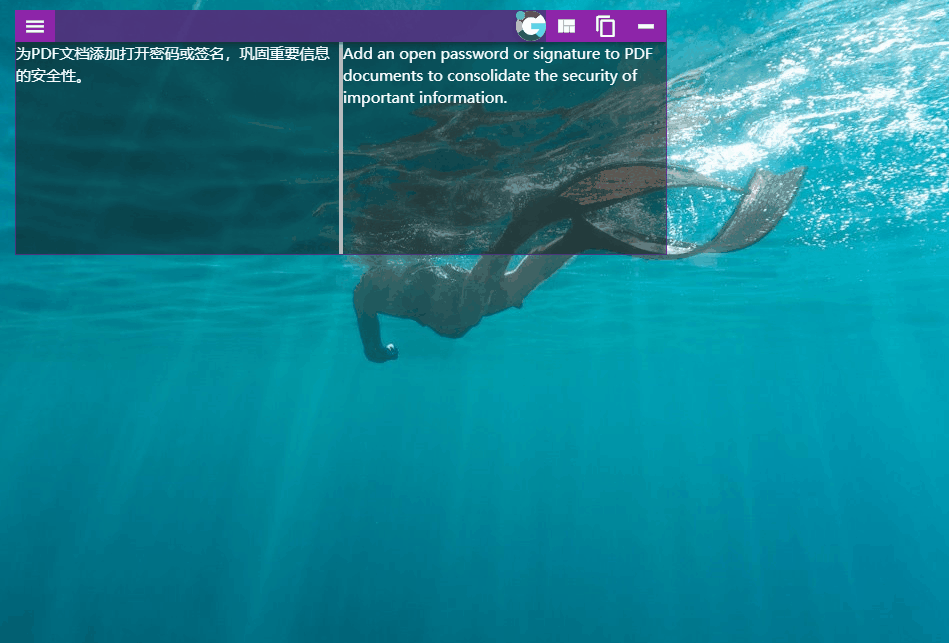 为PDF文档添加打开密码或签名，巩固重要信息
的安全性。
Add an open password or signature to PDF
documents to consolidate the security of
important information.